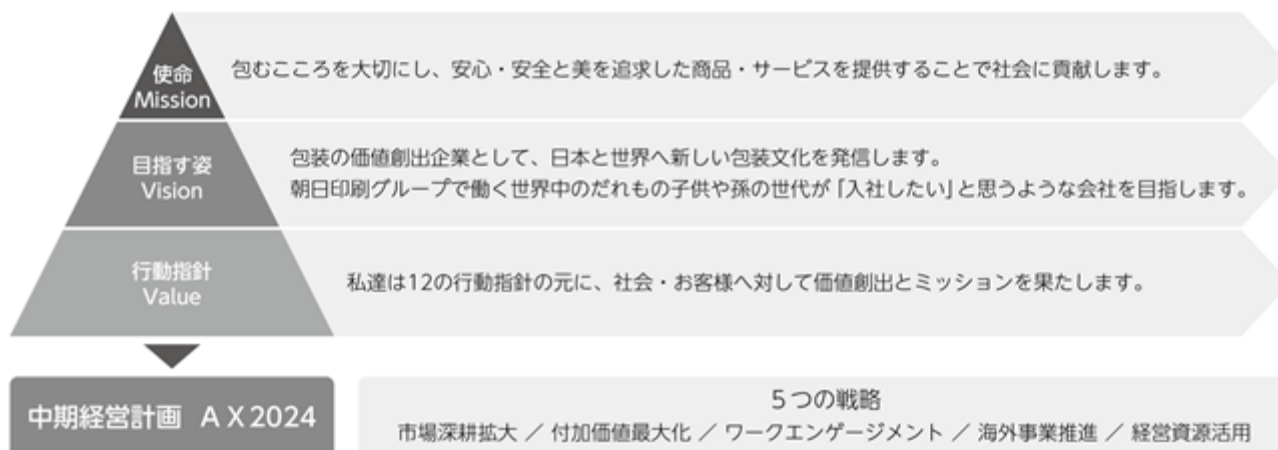 使命
Mission
包むこころを大切にし、安心・安全と美を追求した商品・サービスを提供することで社会に貢献します。
目指す姿
Vision
包装の価値創出企業として、日本と世界へ新しい包装文化を発信します。
朝日印刷グループで働く世界中のだれもの子供や孫の世代が「入社したい」と思うような会社を目指します。
行動指針
Value
私達は12の行動指針の元に、社会・お客様へ対して価値創出とミッションを果たします。
中期経営計画 ＡＸ2024
５つの戦略
市場深耕拡大 ／ 付加価値最大化 ／ ワークエンゲージメント ／ 海外事業推進 ／ 経営資源活用